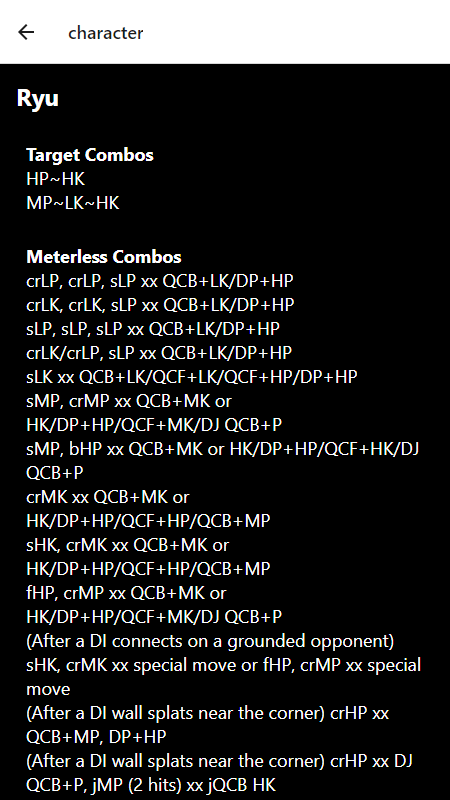 character
Ryu
Target Combos
HP~HK
MP~LK~HK
Meterless Combos
crLP, crLP, sLP xx QCB+LK/DP+HP
crLK, crLK, sLP xx QCB+LK/DP+HP
sLP, sLP, sLP xx QCB+LK/DP+HP
crLK/crLP, sLP xx QCB+LK/DP+HP
sLK xx QCB+LK/QCF+LK/QCF+HP/DP+HP
sMP, crMP xx QCB+MK or
HK/DP+HP/QCF+MK/DJ QCB+P
sMP, bHP xx QCB+MK or HK/DP+HP/QCF+HK/DJ
QCB+P
crMK xx QCB+MK or
HK/DP+HP/QCF+HP/QCB+MP
sHK, crMK xx QCB+MK or
HK/DP+HP/QCF+HP/QCB+MP
fHP, crMP xx QCB+MK or
HK/DP+HP/QCF+MK/DJ QCB+P
(After a DI connects on a grounded opponent)
sHK, crMK xx special move or fHP, crMP xx special
move
(After a DI wall splats near the corner) crHP xx
QCB+MP, DP+HP
(After a DI wall splats near the corner) crHP xx DJ
QCB+P, jMP (2 hits) xx jQCB HK